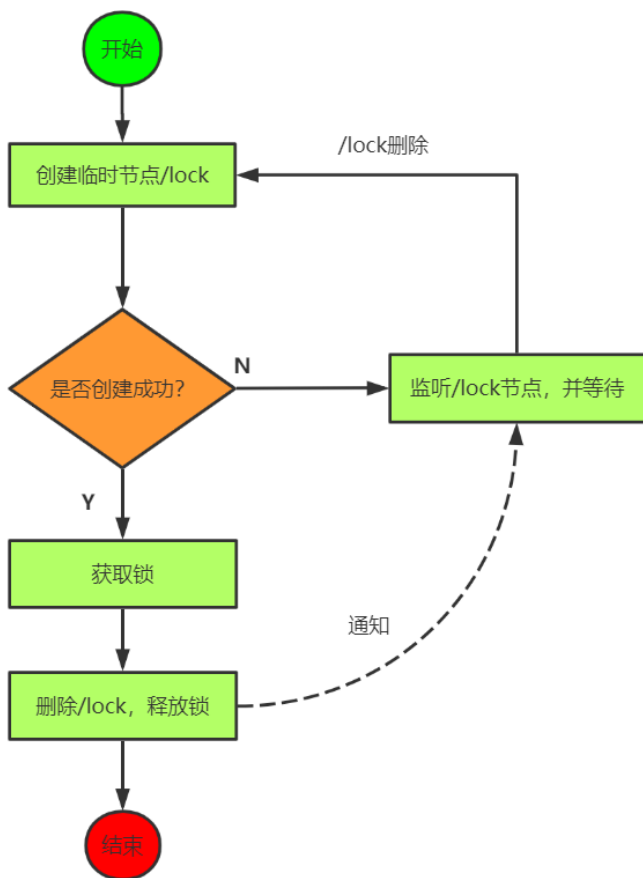 开始
/lock删除
创建临时节点/lock
是否创建成功?
N
监听/lock节点，并等待
Y
获取锁
通知
删除/lock，释放锁
结束